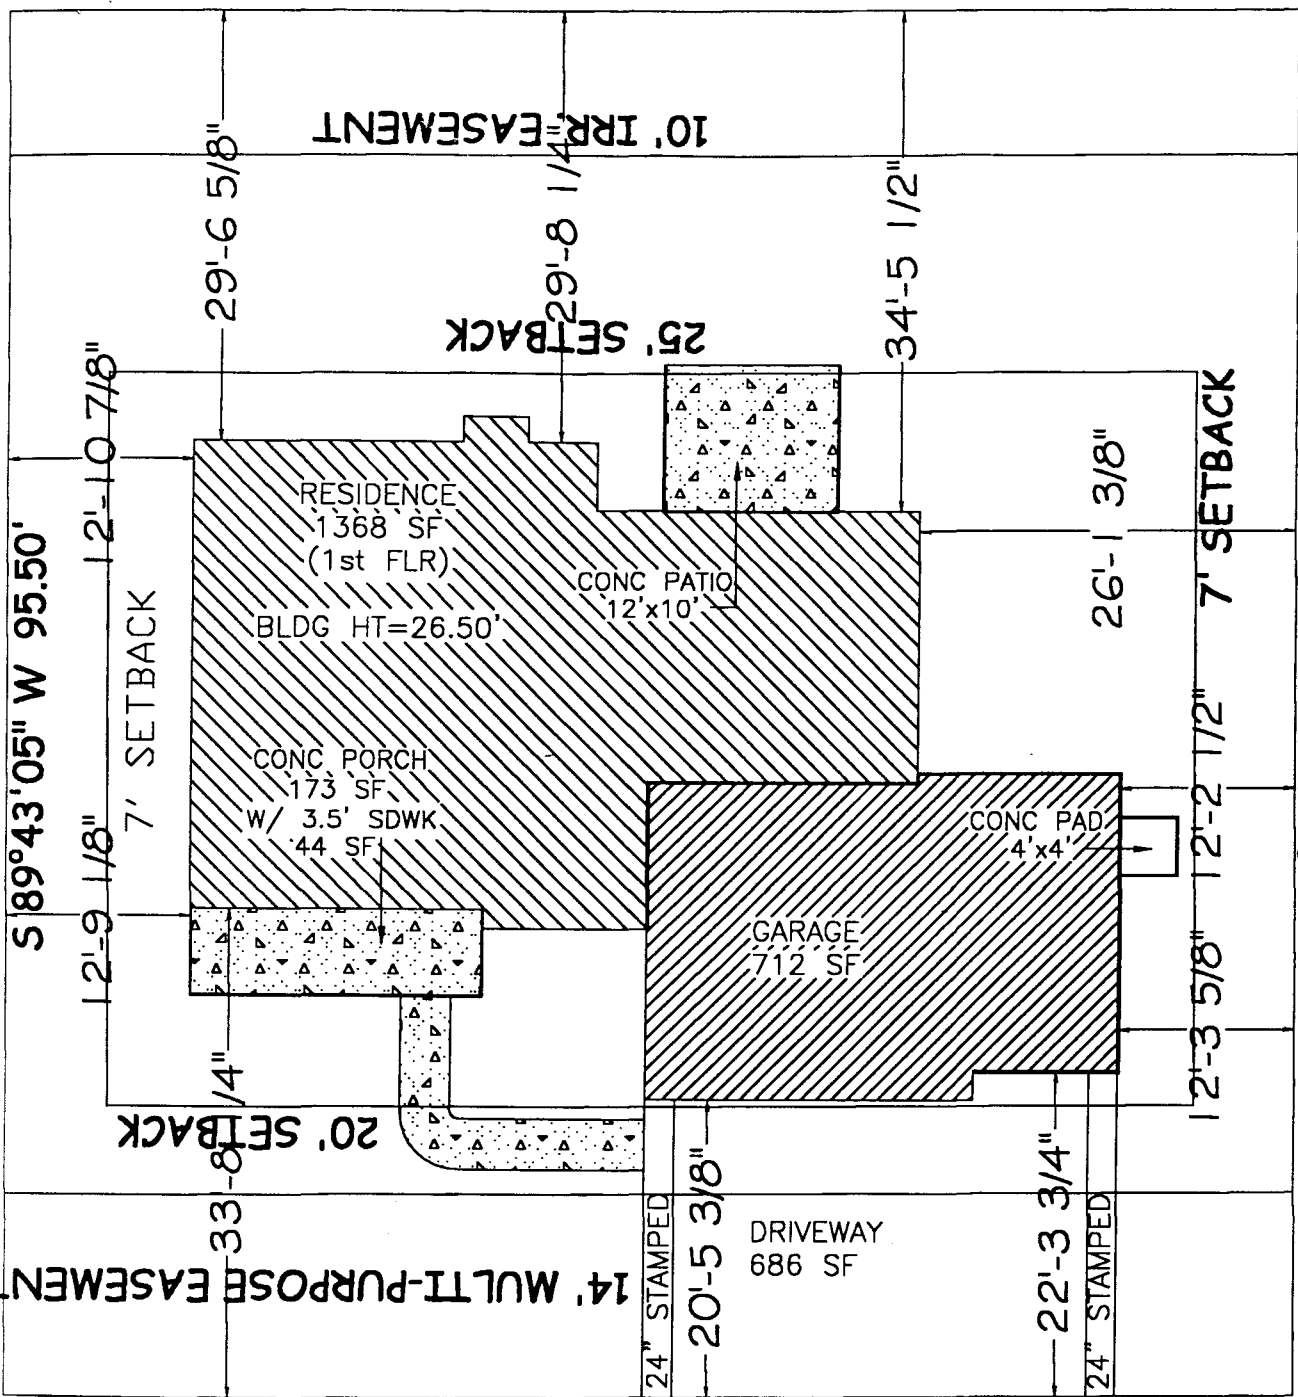 10' IRR EASEMENT
29'-6 5/8"
29'-8 1/4"
34'-5 1/2"
25' SETBACK
12'-10 7/8"
S 89°43'05" W 95.50'
7' SETBACK
RESIDENCE
1368 SF
(1st FLR)
BLDG HT=26.50'
CONC PATIO
12'x10'
26'-1 3/8"
7' SETBACK
CONC PORCH
173 SF
W/ 3.5' SDWK
44 SF
12'-9 1/8"
CONC PAD
4'x4'
12'-2 1/2"
GARAGE
712 SF
12'-3 5/8"
20' SETBACK
33'-8 1/4"
14' MULTI-PURPOSE EASEMEN
24" STAMPED
20'-5 3/8"
DRIVEWAY
686 SF
22'-3 3/4"
24" STAMPED